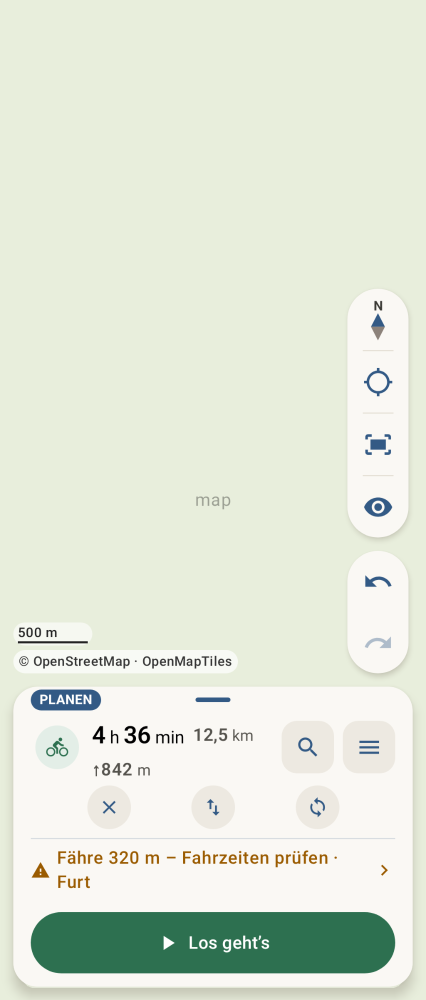 N
map
500 m
© OpenStreetMap · OpenMapTiles
PLANEN
4 h 36 min 12,5 km
↑842 m
Fähre 320 m – Fahrzeiten prüfen ·
Furt
Los geht's